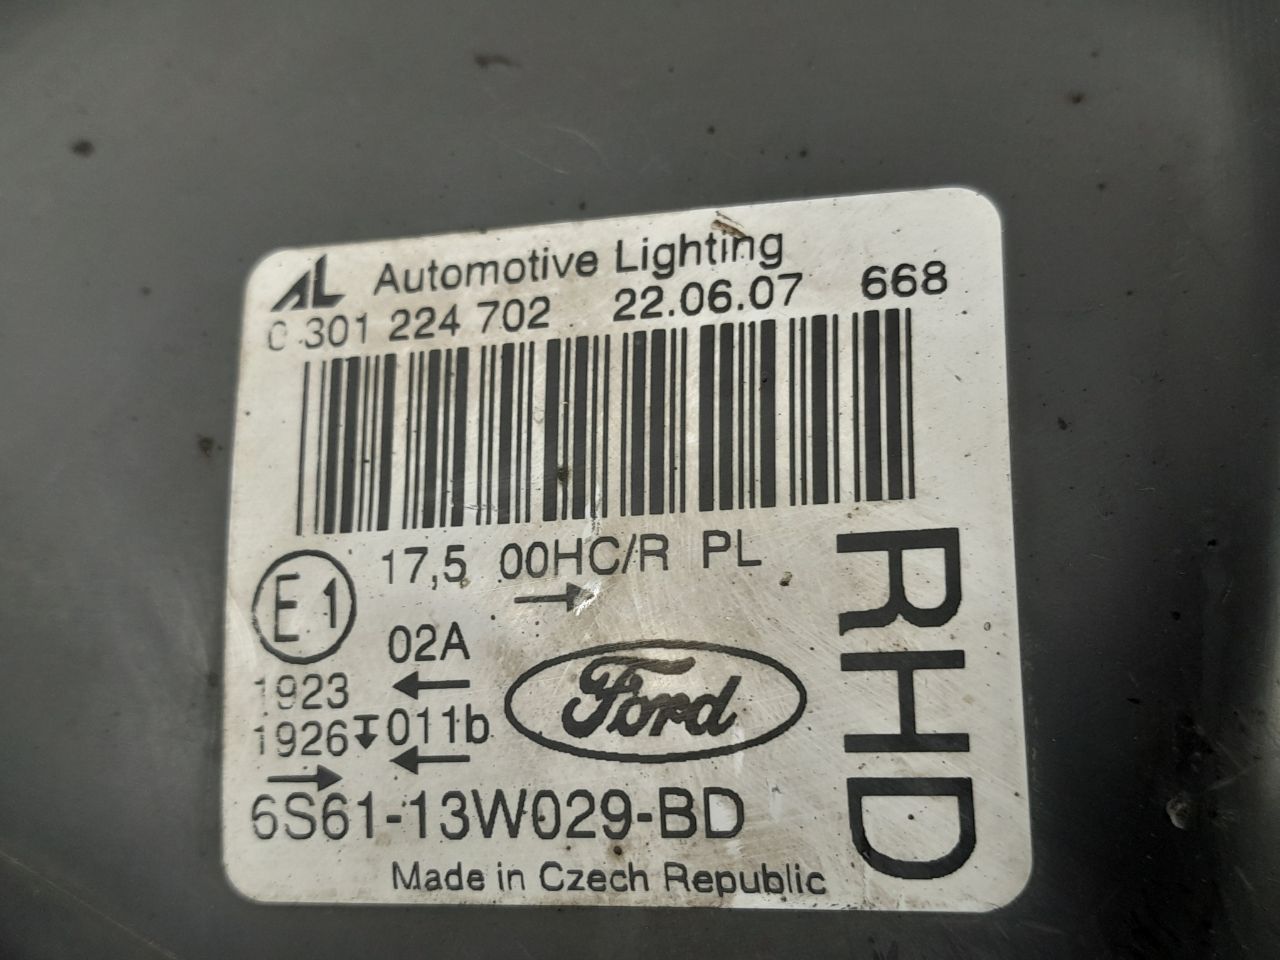 AL Automotive Lighting
0 301 224 702 22.06.07 668
E1 17,5 00HC/R PL
→
02A
1923 ←
1926 011b
→ ←
Ford
6S61-13W029-BD
Made in Czech Republic
RHD